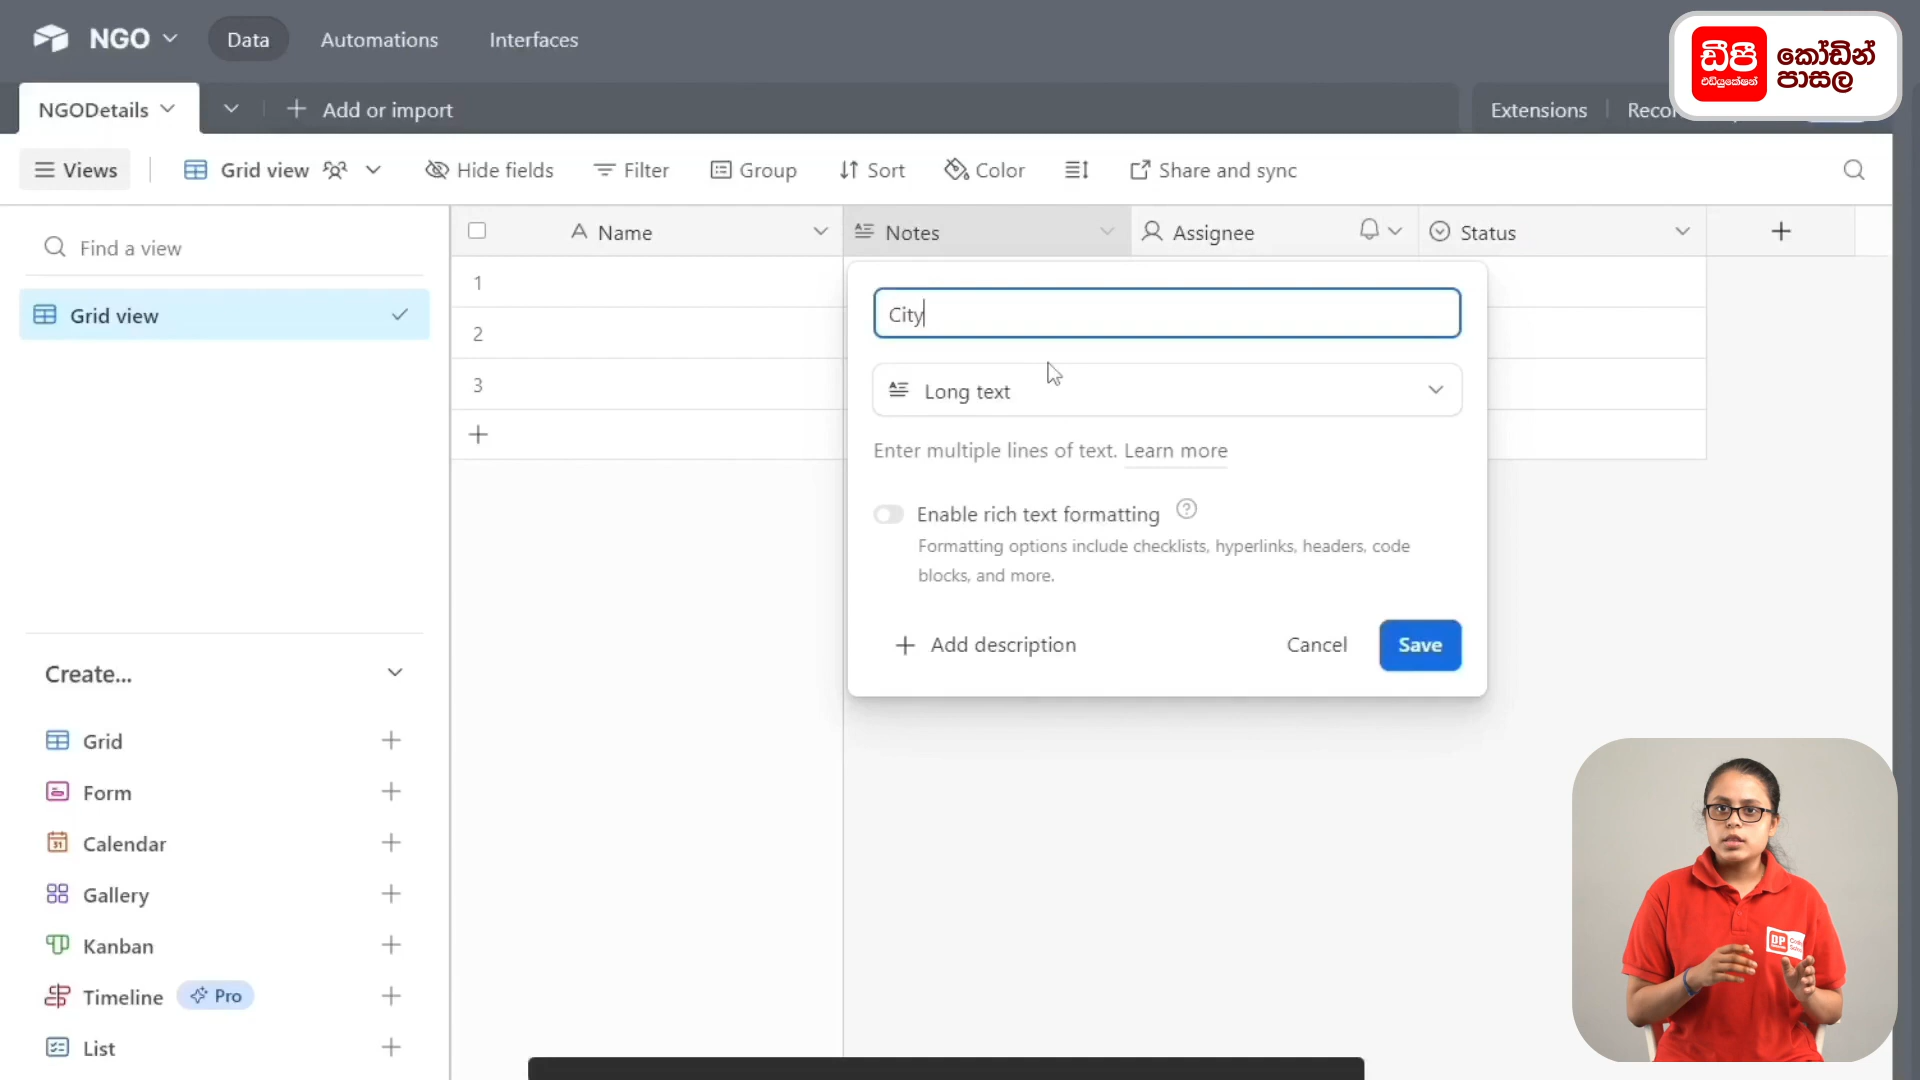 NGO
Data
Automations
Interfaces
ඩීපී
එඩියුකේෂන්
කෝඩින්
පාසල
NGODetails
Add or import
Extensions
Views
Grid view
Hide fields
Filter
Group
Sort
Color
Share and sync
Find a view
Name
Notes
Assignee
Status
Grid view
1
2
3
City
Long text
Enter multiple lines of text. Learn more
Enable rich text formatting
Formatting options include checklists, hyperlinks, headers, code
blocks, and more.
Add description
Cancel
Save
Create...
Grid
Form
31
Calendar
Gallery
Kanban
Timeline
Pro
List
DP